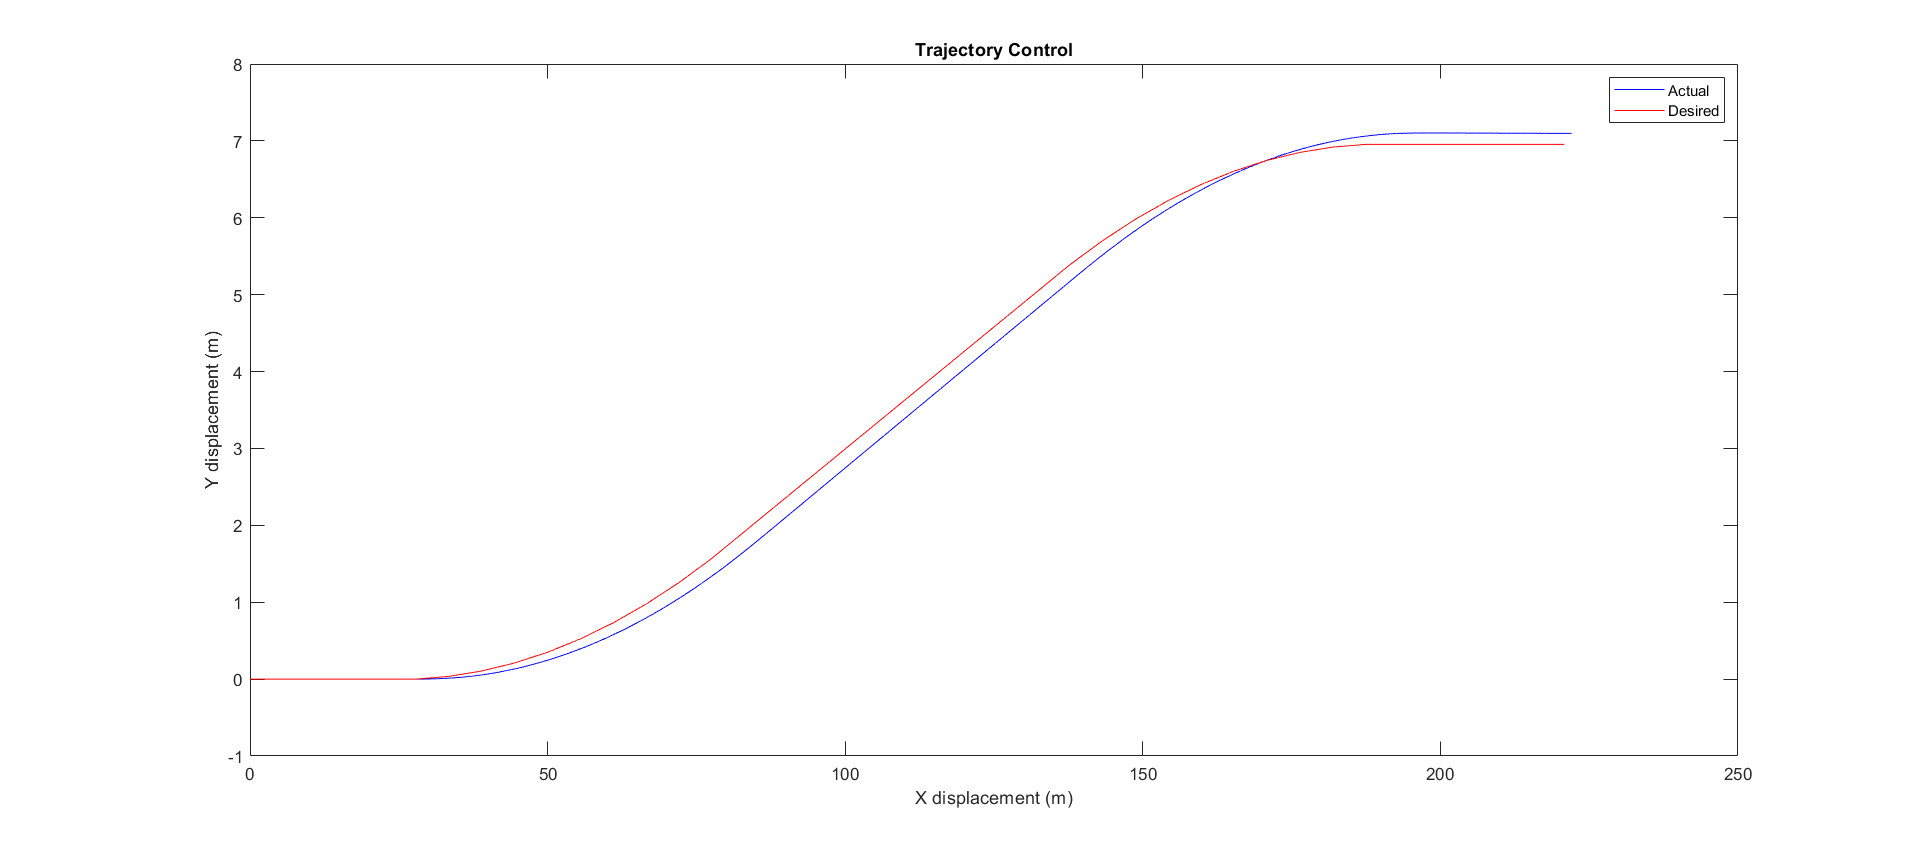 Trajectory Control
8
7
6
5
4
3
2
1
0
-1
Y displacement (m)
Actual
Desired
0 50 100 150 200 250
X displacement (m)